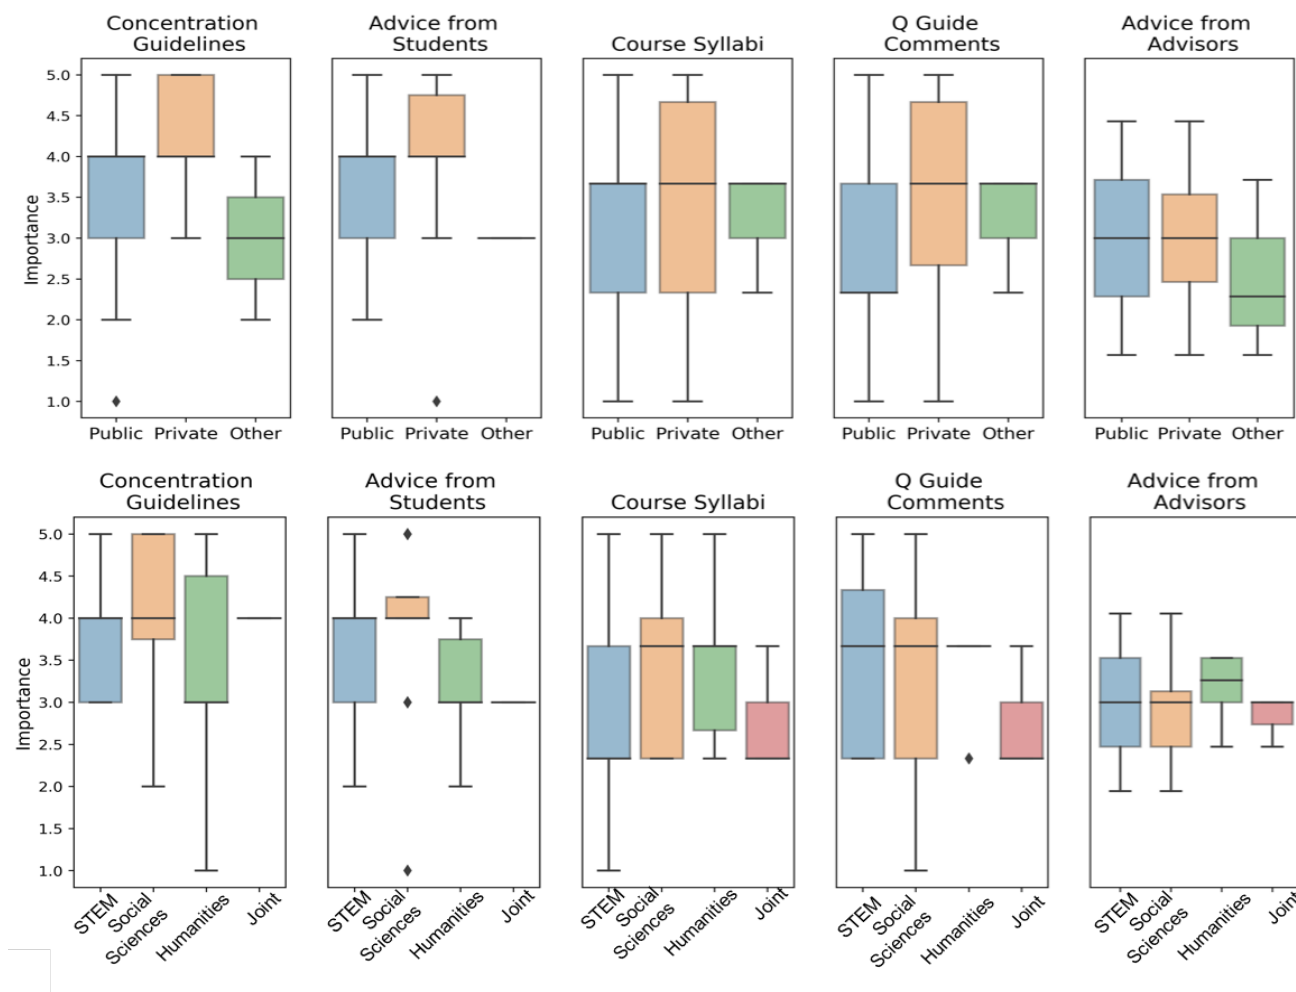 Concentration
Guidelines
Advice from
Students
Course Syllabi
Q Guide
Comments
Advice from
Advisors
Importance
5.0
4.5
4.0
3.5
3.0
2.5
2.0
1.5
1.0
Public Private Other
Public Private Other
Public Private Other
Public Private Other
Public Private Other
Concentration
Guidelines
Advice from
Students
Course Syllabi
Q Guide
Comments
Advice from
Advisors
Importance
5.0
4.5
4.0
3.5
3.0
2.5
2.0
1.5
1.0
STEM
Social
Sciences
Humanities
Joint
STEM
Social
Sciences
Humanities
Joint
STEM
Social
Sciences
Humanities
Joint
STEM
Social
Sciences
Humanities
Joint
STEM
Social
Sciences
Humanities
Joint